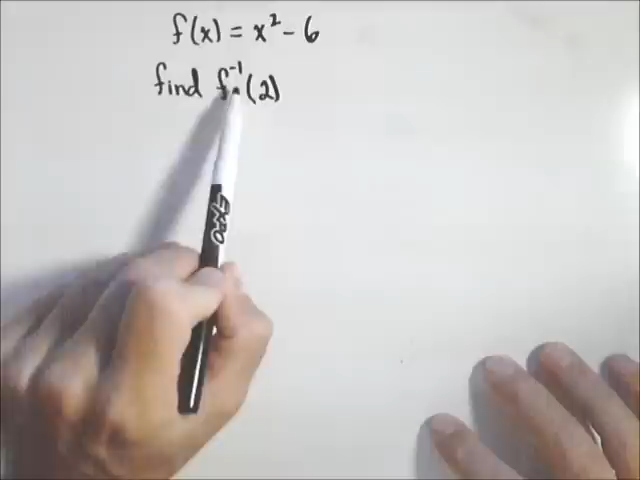 f(x) = x² - 6
find f⁻¹(2)
EXPO